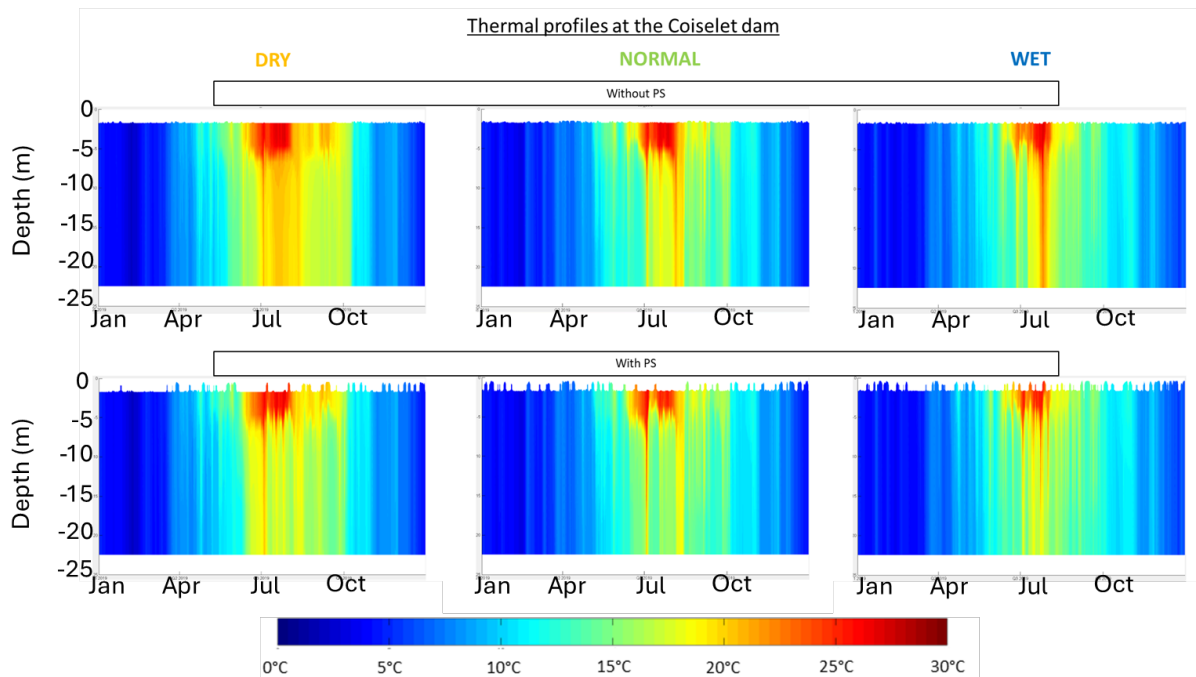 Thermal profiles at the Coiselet dam
DRY NORMAL WET
Without PS
0
-5
-10
-15
-20
-25
Depth (m)
Jan Apr Jul Oct
Jan Apr Jul Oct
Jan Apr Jul Oct
With PS
0
-5
-10
-15
-20
-25
Depth (m)
Jan Apr Jul Oct
Jan Apr Jul Oct
Jan Apr Jul Oct
0°C 5°C 10°C 15°C 20°C 25°C 30°C